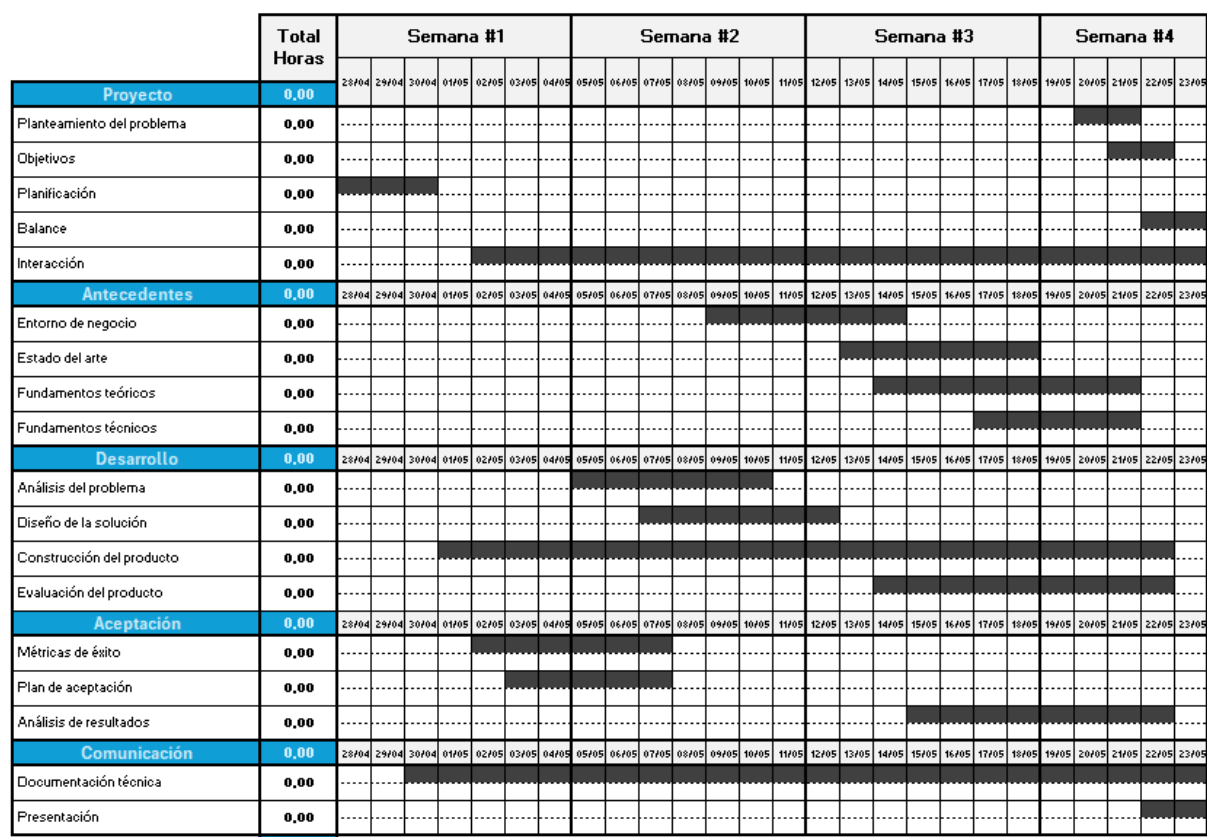 Total Horas Semana #1 Semana #2 Semana #3 Semana #4
28/04 29/04 30/04 01/05 02/05 03/05 04/05 05/05 06/05 07/05 08/05 09/05 10/05 11/05 12/05 13/05 14/05 15/05 16/05 17/05 18/05 19/05 20/05 21/05 22/05 23/05
Proyecto 0,00
Planteamiento del problema 0,00
Objetivos 0,00
Planificación 0,00
Balance 0,00
Interacción 0,00
Antecedentes 0,00 28/04 29/04 30/04 01/05 02/05 03/05 04/05 05/05 06/05 07/05 08/05 09/05 10/05 11/05 12/05 13/05 14/05 15/05 16/05 17/05 18/05 19/05 20/05 21/05 22/05 23/05
Entorno de negocio 0,00
Estado del arte 0,00
Fundamentos teóricos 0,00
Fundamentos técnicos 0,00
Desarrollo 0,00 28/04 29/04 30/04 01/05 02/05 03/05 04/05 05/05 06/05 07/05 08/05 09/05 10/05 11/05 12/05 13/05 14/05 15/05 16/05 17/05 18/05 19/05 20/05 21/05 22/05 23/05
Análisis del problema 0,00
Diseño de la solución 0,00
Construcción del producto 0,00
Evaluación del producto 0,00
Aceptación 0,00 28/04 29/04 30/04 01/05 02/05 03/05 04/05 05/05 06/05 07/05 08/05 09/05 10/05 11/05 12/05 13/05 14/05 15/05 16/05 17/05 18/05 19/05 20/05 21/05 22/05 23/05
Métricas de éxito 0,00
Plan de aceptación 0,00
Análisis de resultados 0,00
Comunicación 0,00 28/04 29/04 30/04 01/05 02/05 03/05 04/05 05/05 06/05 07/05 08/05 09/05 10/05 11/05 12/05 13/05 14/05 15/05 16/05 17/05 18/05 19/05 20/05 21/05 22/05 23/05
Documentación técnica 0,00
Presentación 0,00